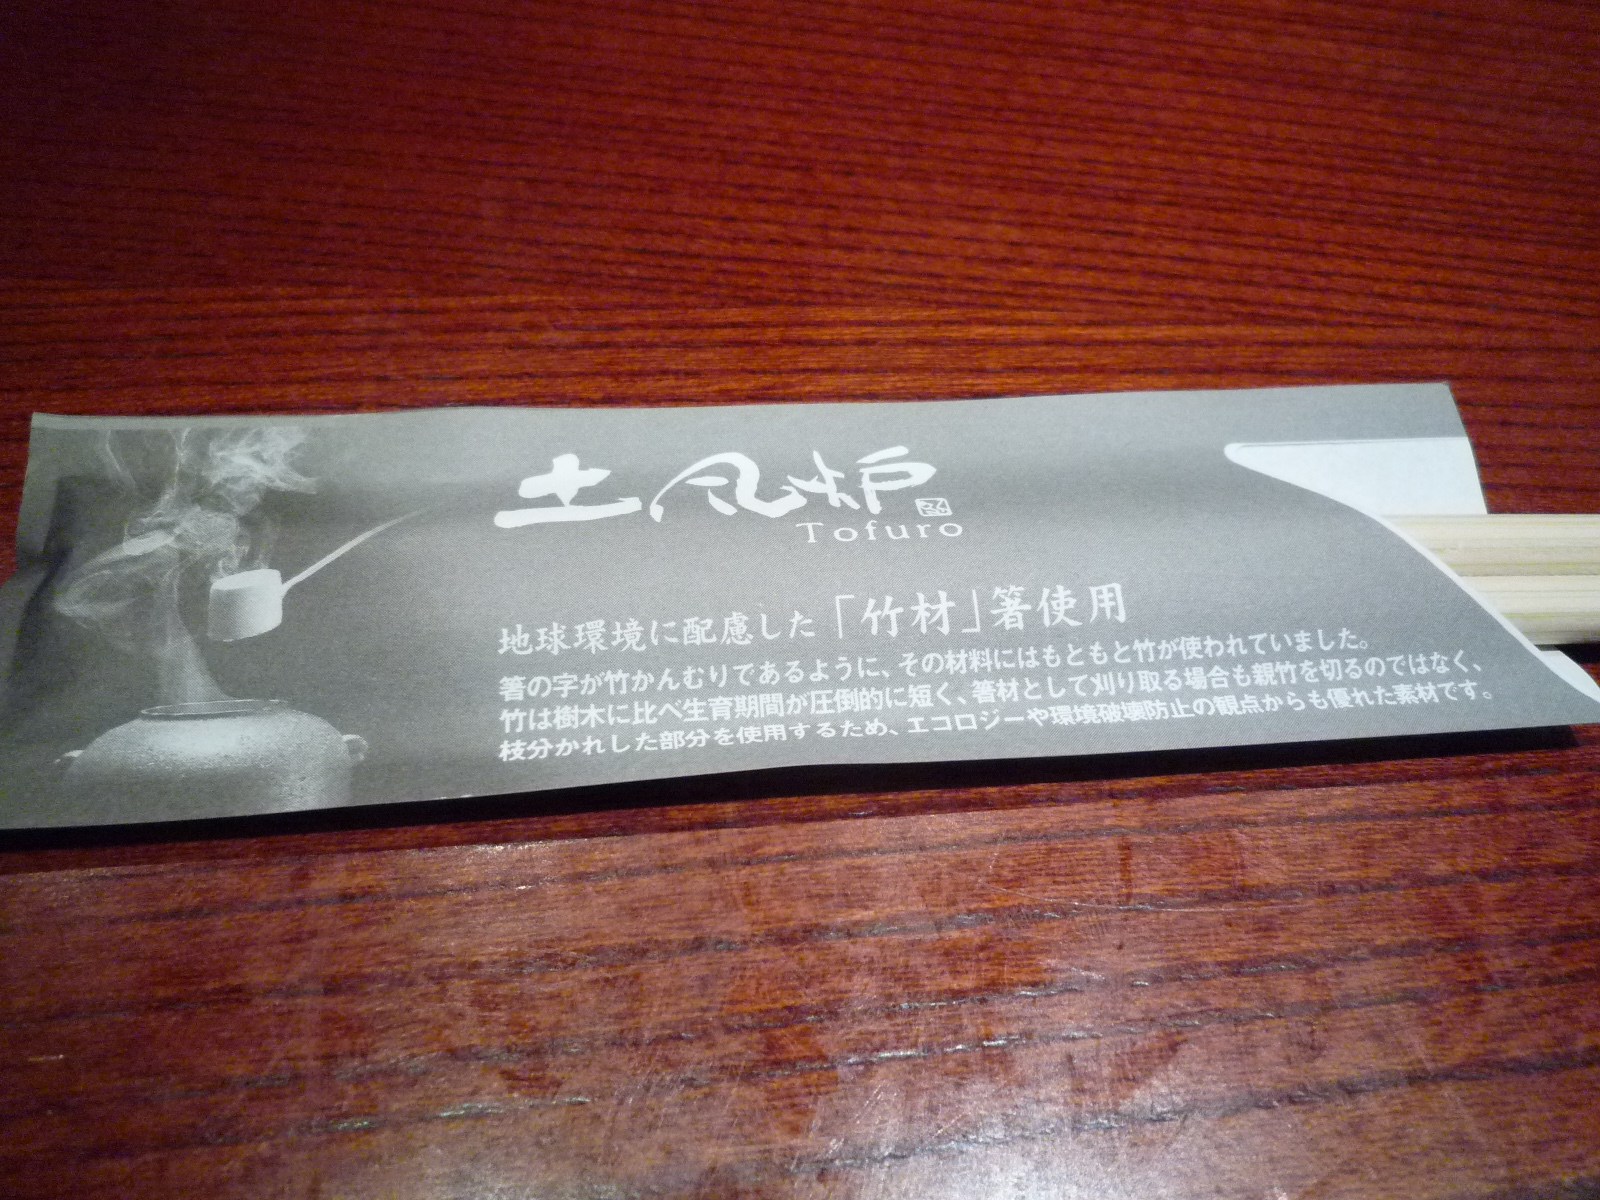 土風炉
Tofuro
地球環境に配慮した「竹材」箸使用
箸の字が竹かんむりであるように、その材料にはもともと竹が使われていました。
竹は樹木に比べ生育期間が圧倒的に短く、箸材として刈り取る場合も親竹を切るのではなく、
枝分かれした部分を使用するため、エコロジーや環境破壊防止の観点からも優れた素材です。